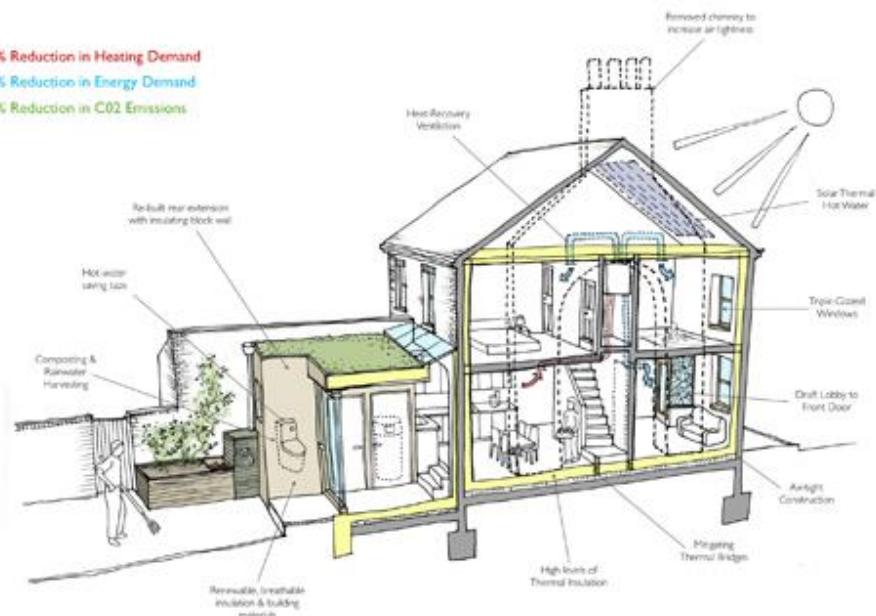 % Reduction in Heating Demand
% Reduction in Energy Demand
% Reduction in C02 Emissions
Removed chimney to
increase air tightness
Heat-Recovery
Ventilation
Solar Thermal
Hot Water
Re-built rear extension
with insulating block wall
Hot-water
saving taps
Triple-Glazed
Windows
Composting &
Rainwater
Harvesting
Draft Lobby to
Front Door
Airtight
Construction
Mitigating
Thermal Bridges
High levels of
Thermal Insulation
Renewable, breathable
insulation & building
materials